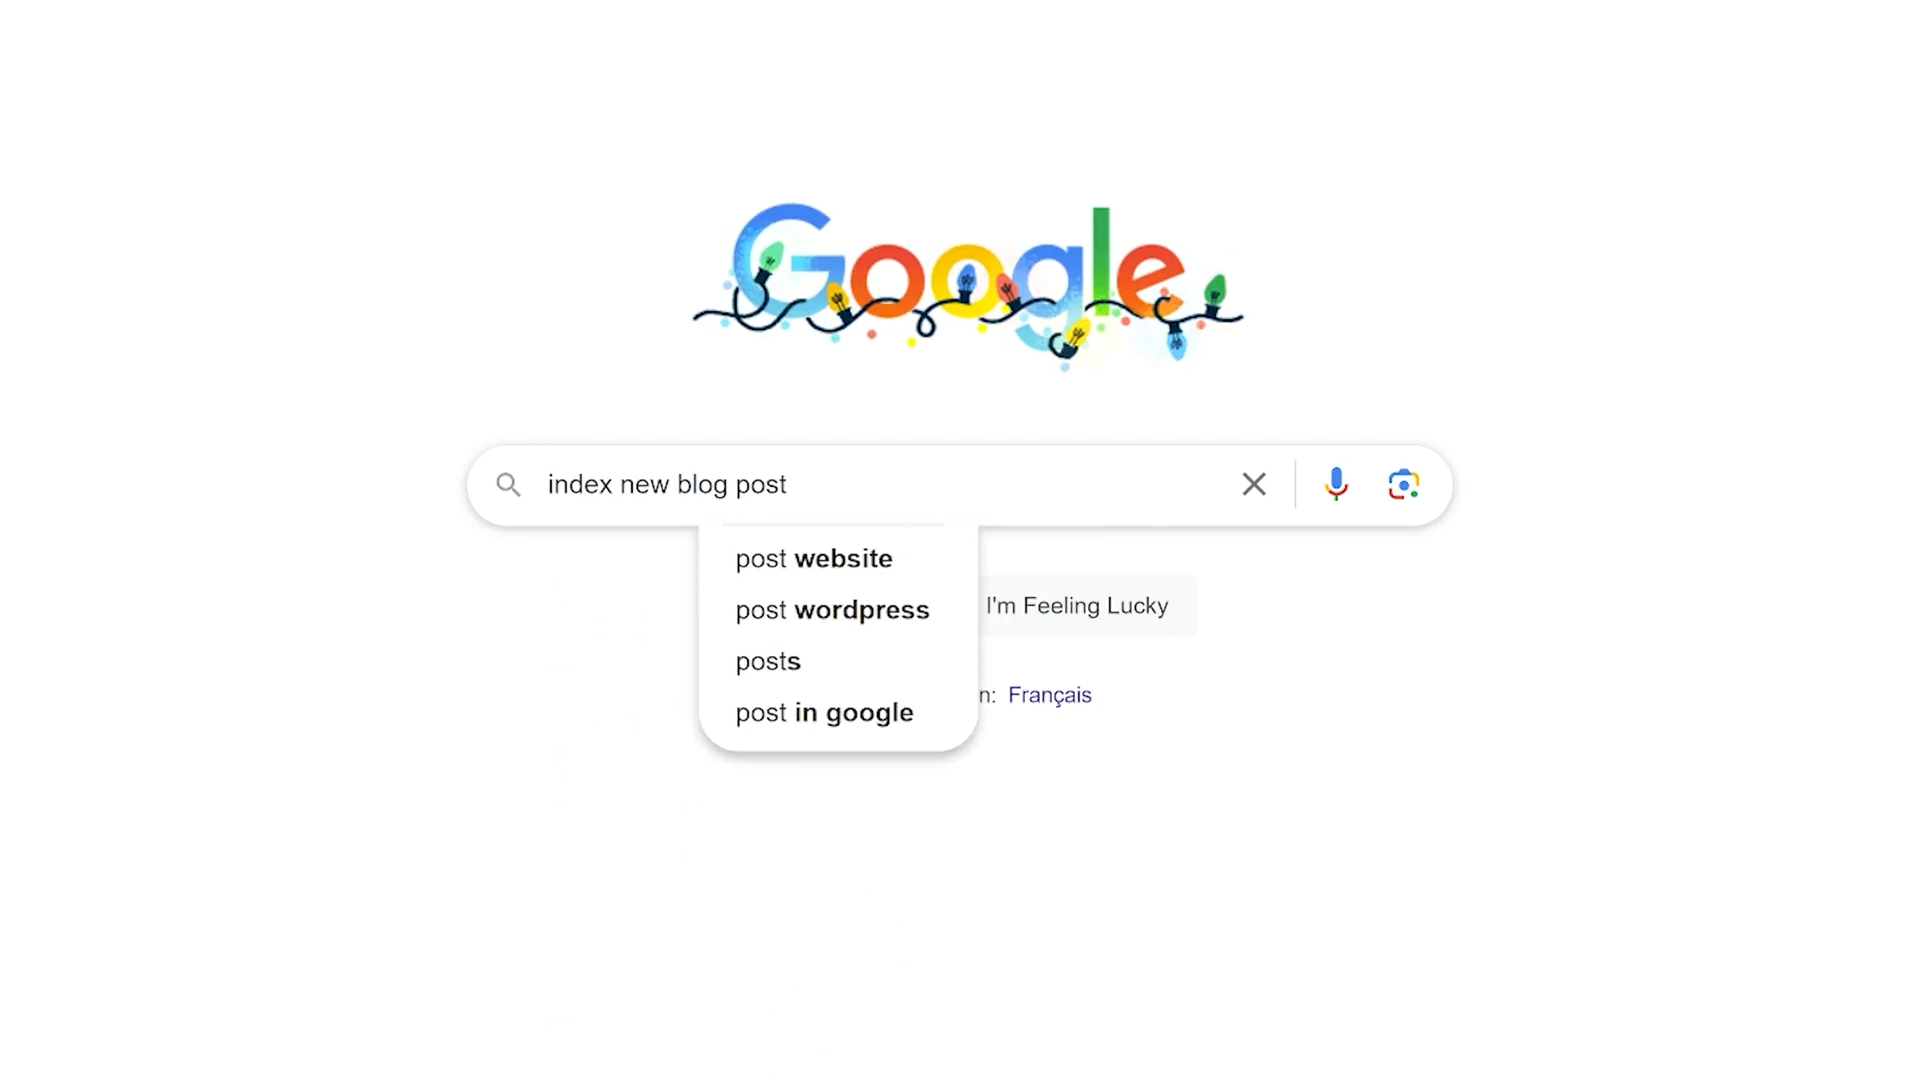 Google
index new blog post
post website
post wordpress
I'm Feeling Lucky
posts
n: Français
post in google